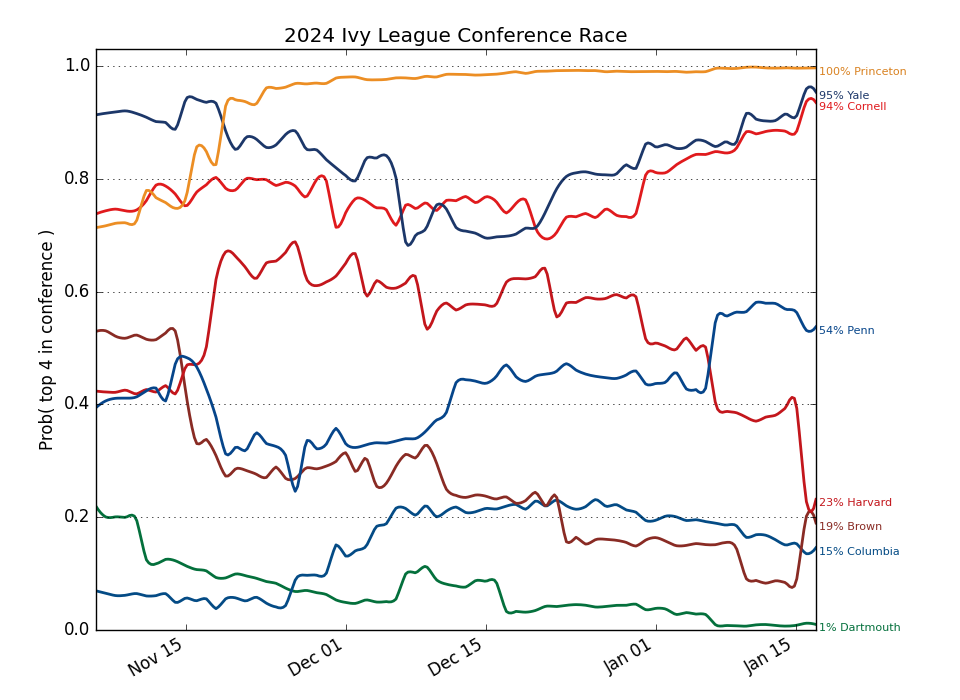 2024 Ivy League Conference Race
Prob( top 4 in conference )
1.0
0.8
0.6
0.4
0.2
0.0
Nov 15
Dec 01
Dec 15
Jan 01
Jan 15
100% Princeton
95% Yale
94% Cornell
54% Penn
23% Harvard
19% Brown
15% Columbia
1% Dartmouth